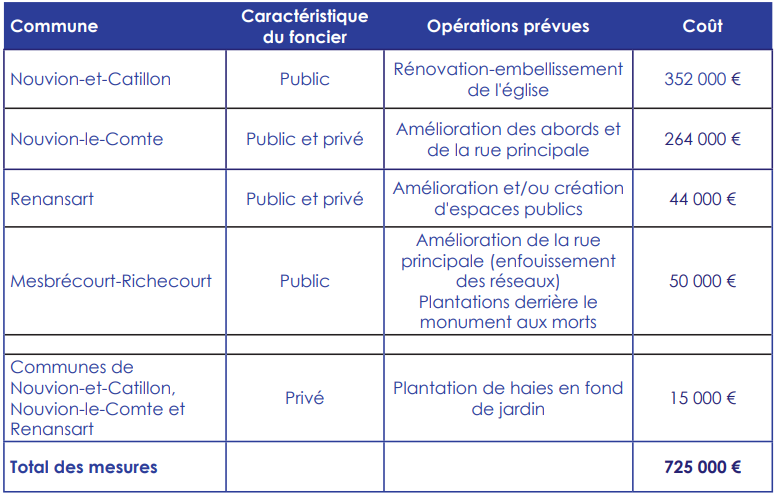 Commune
Caractéristique
du foncier
Opérations prévues
Coût
Nouvion-et-Catillon
Public
Rénovation-embellissement
de l'église
352 000 €
Nouvion-le-Comte
Public et privé
Amélioration des abords et
de la rue principale
264 000 €
Renansart
Public et privé
Amélioration et/ou création
d'espaces publics
44 000 €
Mesbrécourt-Richecourt
Public
Amélioration de la rue
principale (enfouissement
des réseaux)
Plantations derrière le
monument aux morts
50 000 €
Communes de
Nouvion-et-Catillon,
Nouvion-le-Comte et
Renansart
Privé
Plantation de haies en fond
de jardin
15 000 €
Total des mesures
725 000 €